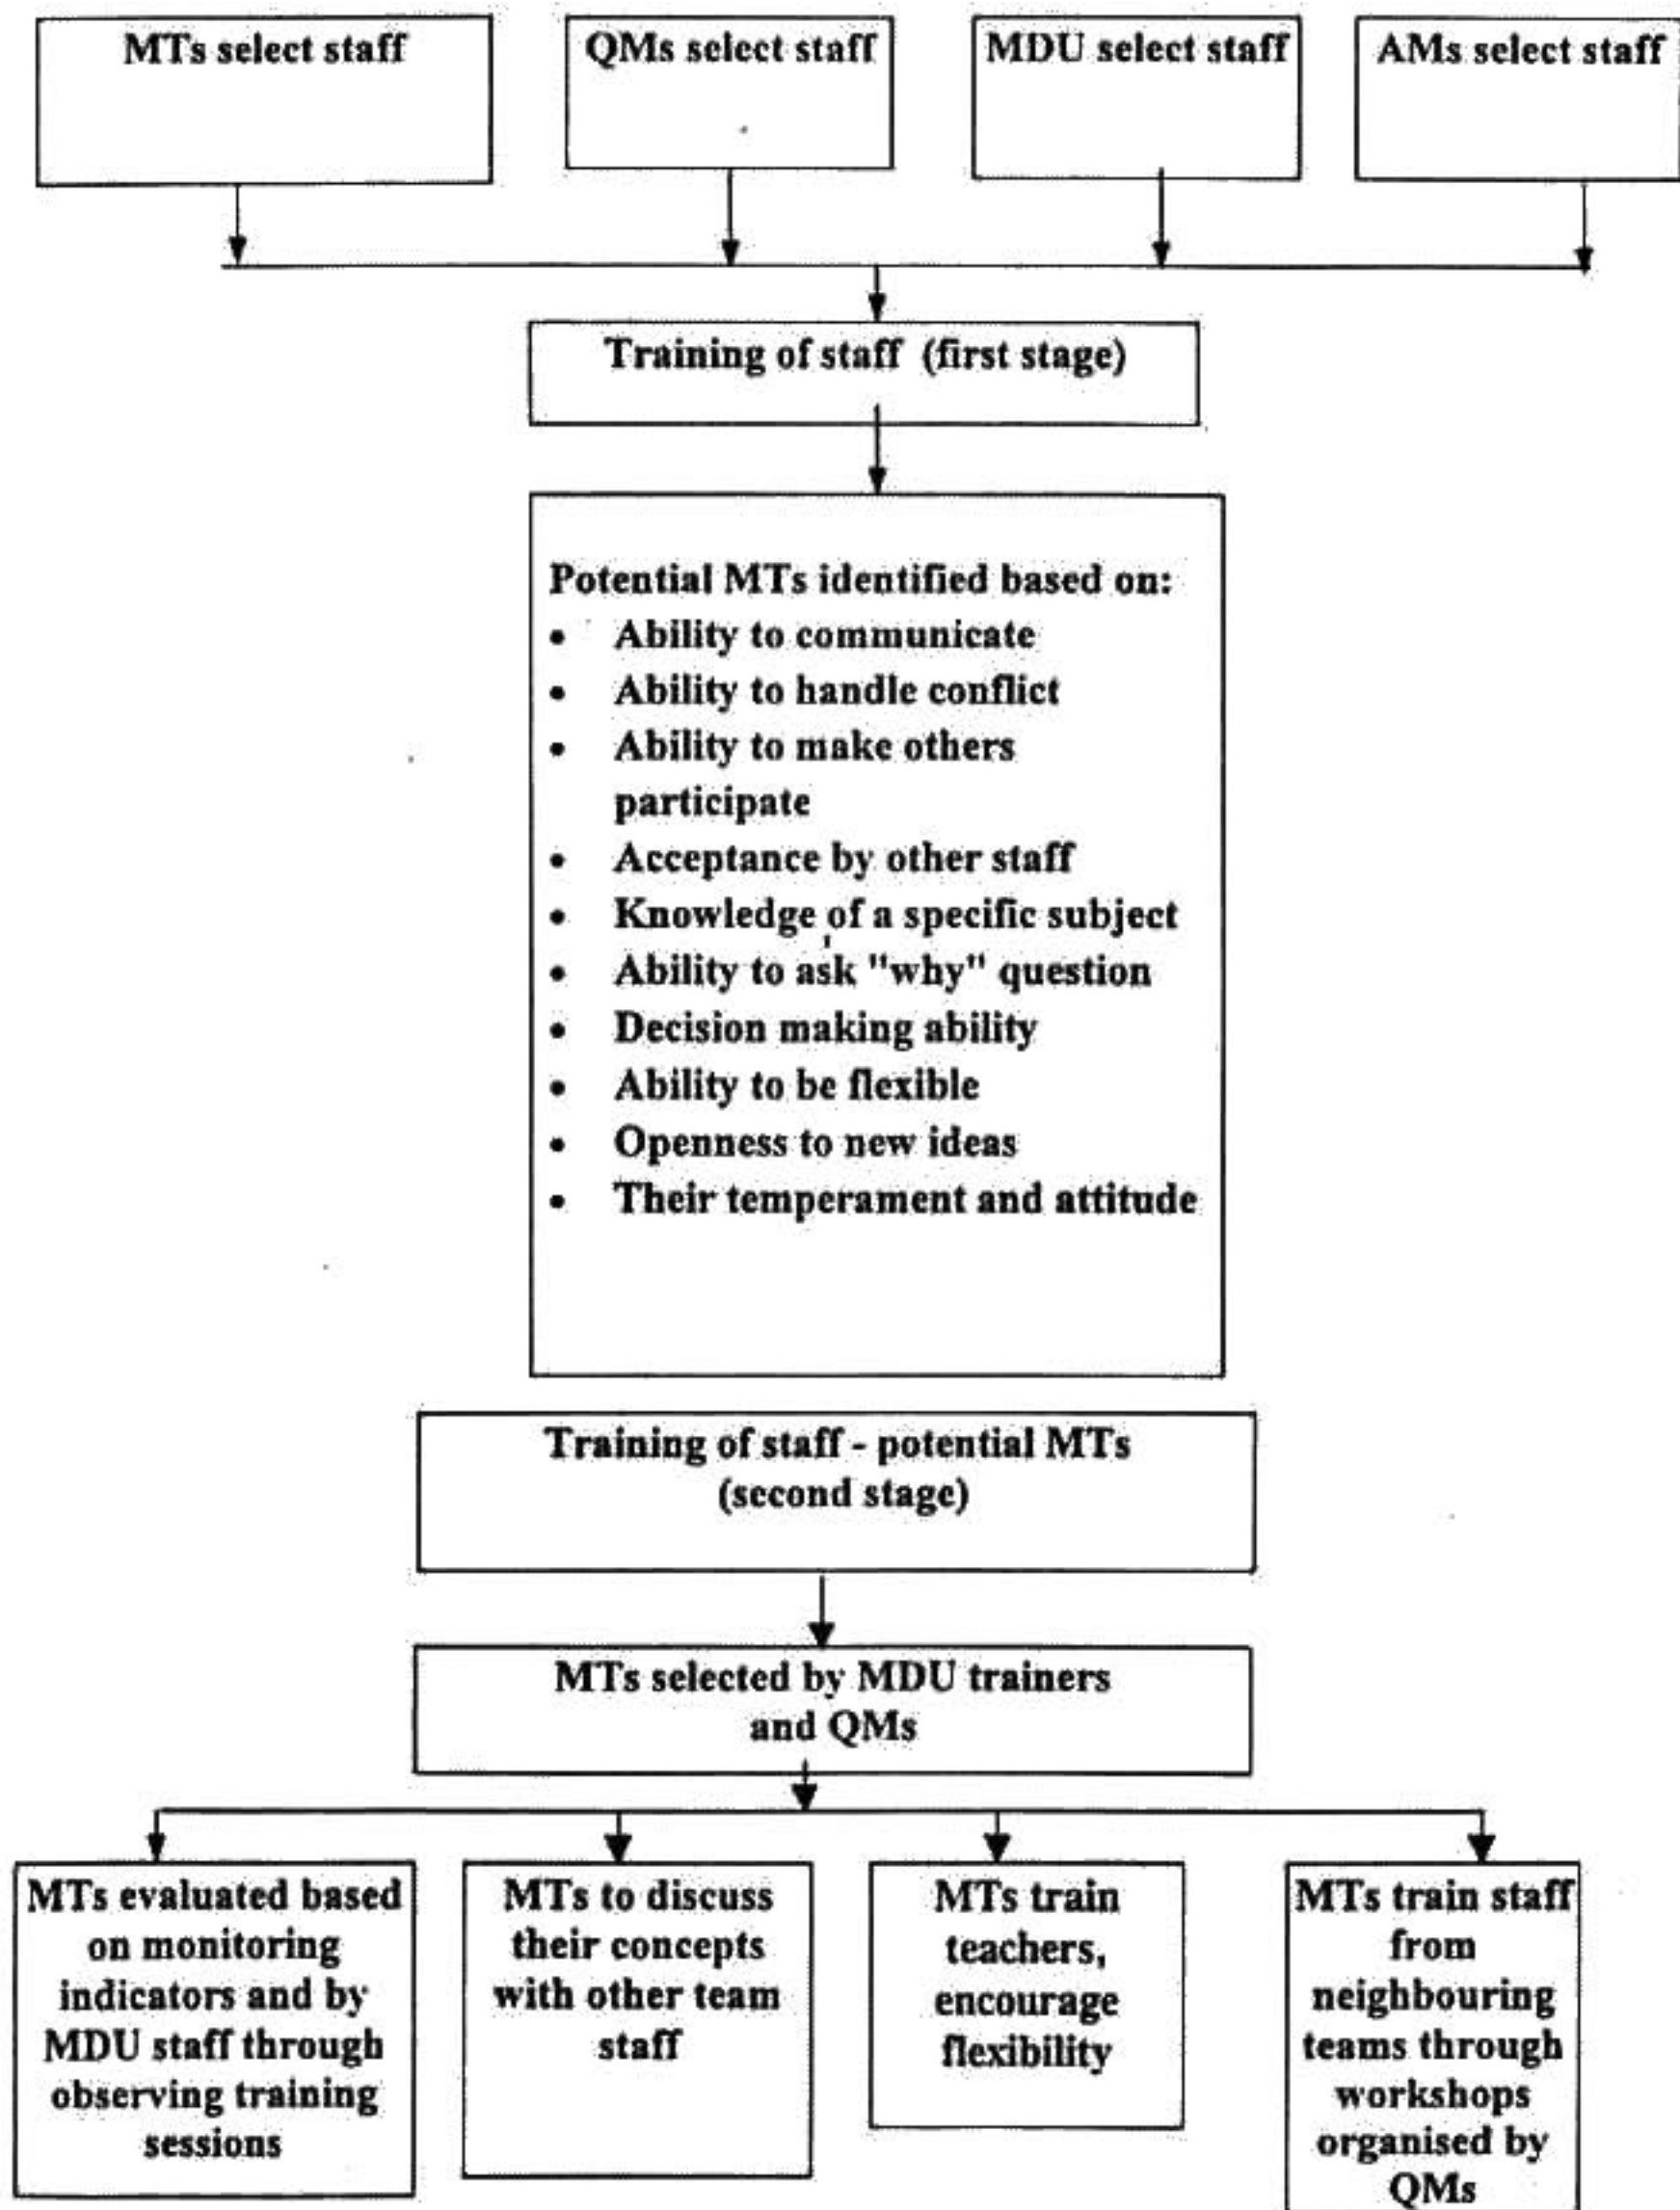 MTs select staff
QMs select staff
MDU select staff
AMs select staff
Training of staff (first stage)
Potential MTs identified based on:
• Ability to communicate
• Ability to handle conflict
• Ability to make others
participate
• Acceptance by other staff
• Knowledge of a specific subject
• Ability to ask "why" question
• Decision making ability
• Ability to be flexible
• Openness to new ideas
• Their temperament and attitude
Training of staff - potential MTs
(second stage)
MTs selected by MDU trainers
and QMs
MTs evaluated based
on monitoring
indicators and by
MDU staff through
observing training
sessions
MTs to discuss
their concepts
with other team
staff
MTs train
teachers,
encourage
flexibility
MTs train staff
from
neighbouring
teams through
workshops
organised by
QMs